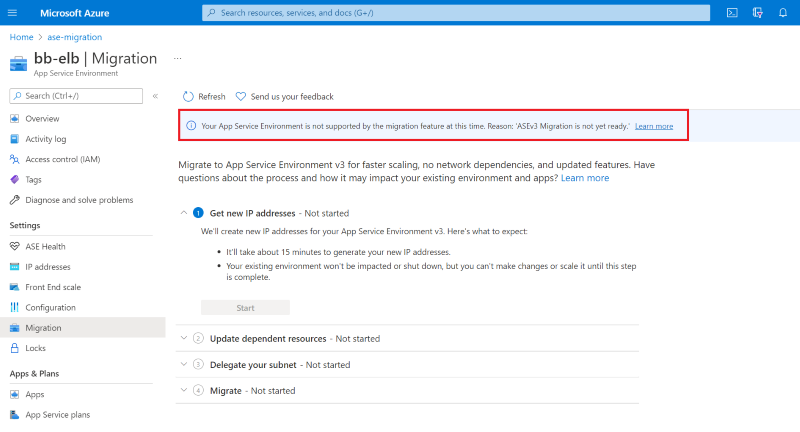 Microsoft Azure
Search resources, services, and docs (G+/)
Home > ase-migration
bb-elb | Migration ...
App Service Environment
Search (Ctrl+/)
«
Overview
Activity log
Access control (IAM)
Tags
Diagnose and solve problems
Settings
ASE Health
IP addresses
Front End scale
Configuration
Migration
Locks
Apps & Plans
Apps
App Service plans
Refresh
Send us your feedback
Your App Service Environment is not supported by the migration feature at this time. Reason: 'ASEv3 Migration is not yet ready.' Learn more
Migrate to App Service Environment v3 for faster scaling, no network dependencies, and updated features. Have
questions about the process and how it may impact your existing environment and apps? Learn more
1 Get new IP addresses - Not started
We'll create new IP addresses for your App Service Environment v3. Here's what to expect:
• It'll take about 15 minutes to generate your new IP addresses.
• Your existing environment won't be impacted or shut down, but you can't make changes or scale it until this step
is complete.
Start
2 Update dependent resources - Not started
3 Delegate your subnet - Not started
4 Migrate - Not started